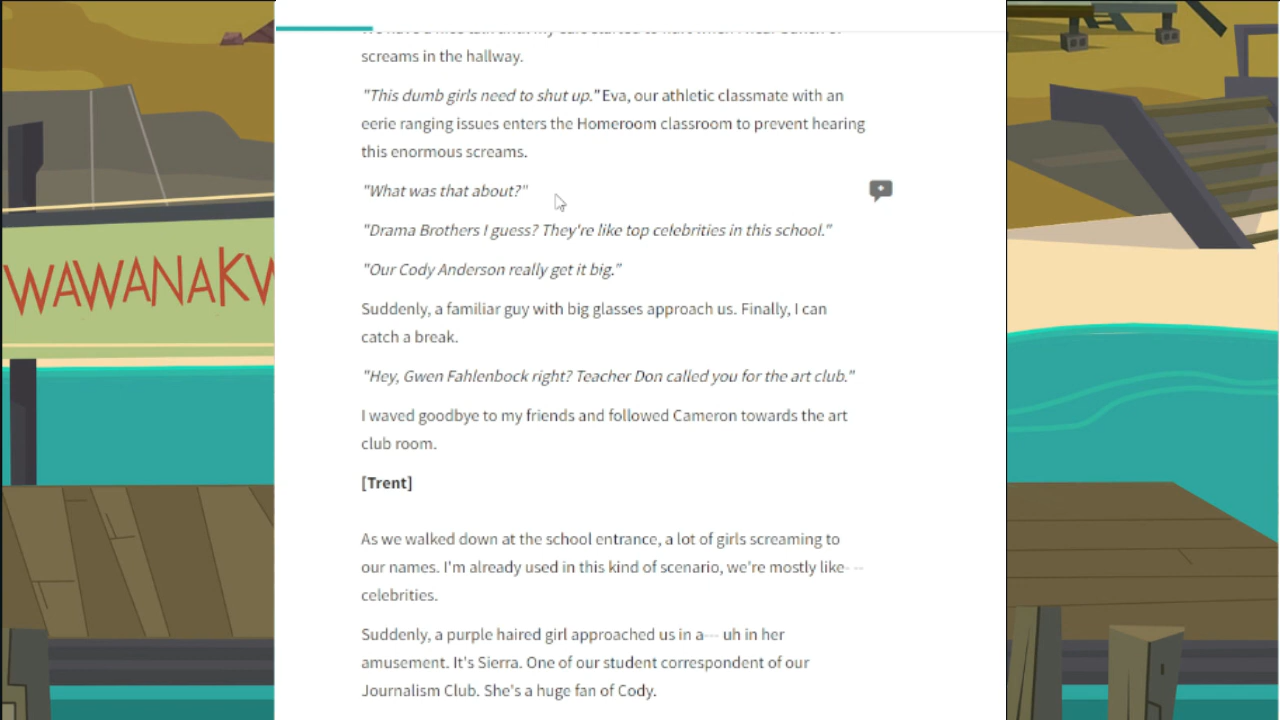 screams in the hallway.
"This dumb girls need to shut up." Eva, our athletic classmate with an
eerie ranging issues enters the Homeroom classroom to prevent hearing
this enormous screams.
"What was that about?"
"Drama Brothers I guess? They're like top celebrities in this school."
"Our Cody Anderson really get it big."
Suddenly, a familiar guy with big glasses approach us. Finally, I can
catch a break.
"Hey, Gwen Fahlenbock right? Teacher Don called you for the art club."
I waved goodbye to my friends and followed Cameron towards the art
club room.
[Trent]
As we walked down at the school entrance, a lot of girls screaming to
our names. I'm already used in this kind of scenario, we're mostly like- --
celebrities.
Suddenly, a purple haired girl approached us in a--- uh in her
amusement. It's Sierra. One of our student correspondent of our
Journalism Club. She's a huge fan of Cody.
WAWANAKW